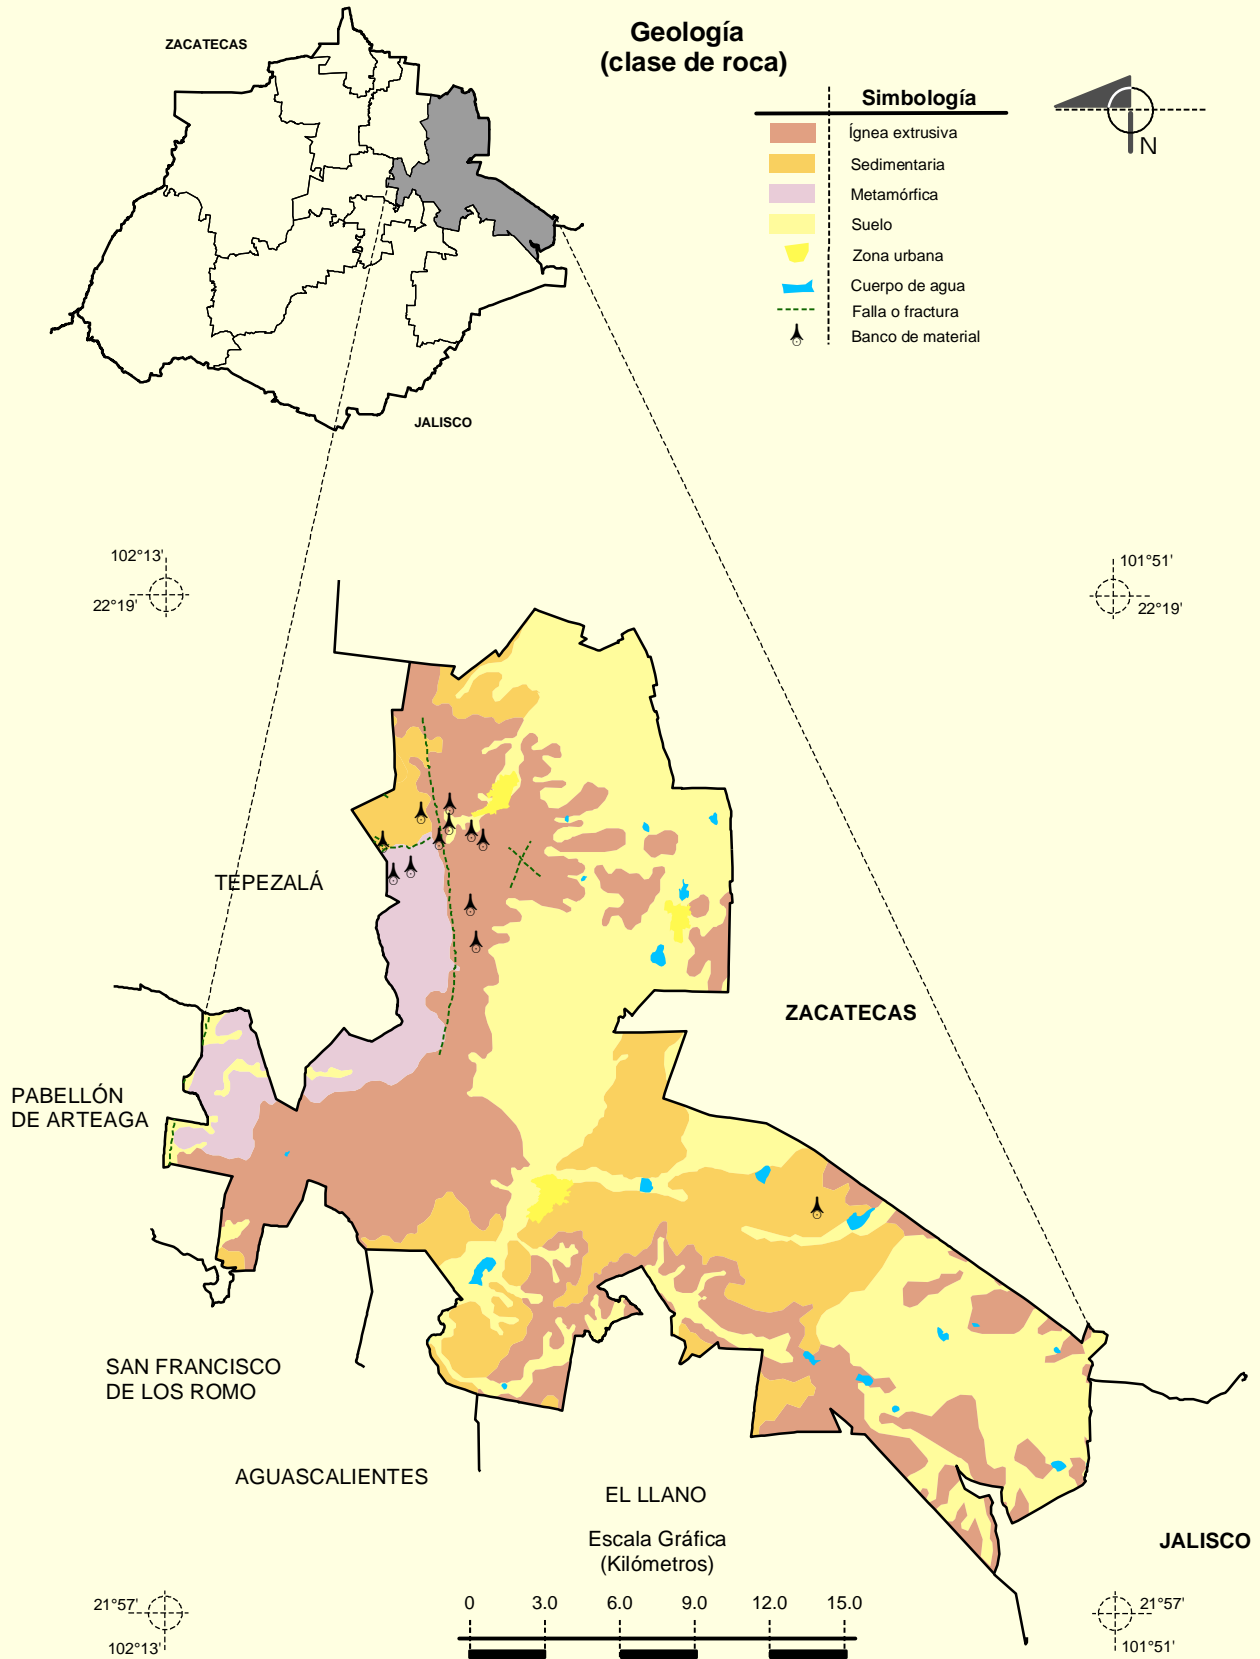 Geología
(clase de roca)
ZACATECAS
Simbología
Ígnea extrusiva
Sedimentaria
Metamórfica
Suelo
Zona urbana
Cuerpo de agua
Falla o fractura
Banco de material
N
JALISCO
102°13'
22°19'
101°51'
22°19'
TEPEZALÁ
ZACATECAS
PABELLÓN
DE ARTEAGA
SAN FRANCISCO
DE LOS ROMO
AGUASCALIENTES
EL LLANO
JALISCO
Escala Gráfica
(Kilómetros)
0 3.0 6.0 9.0 12.0 15.0
21°57'
102°13'
21°57'
101°51'